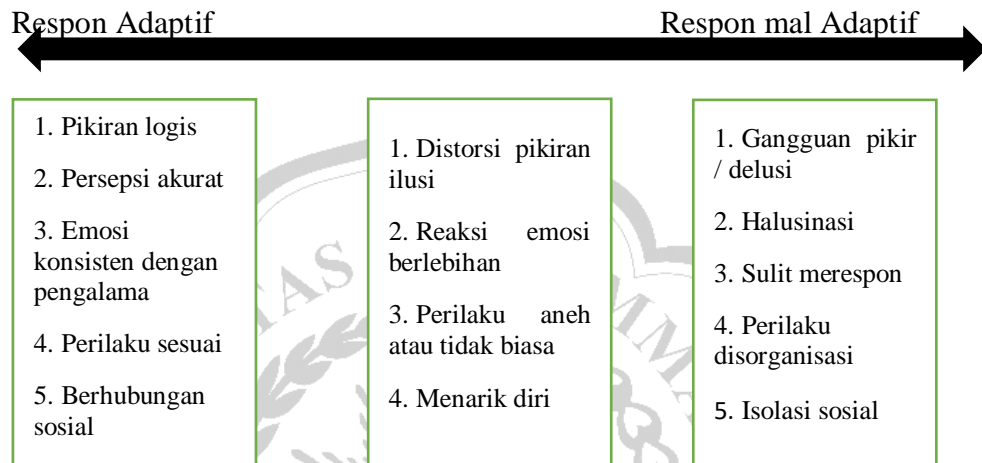 Respon Adaptif
Respon mal Adaptif
1. Pikiran logis
2. Persepsi akurat
3. Emosi
konsisten dengan
pengalama
4. Perilaku sesuai
5. Berhubungan
sosial
1. Distorsi pikiran
ilusi
2. Reaksi emosi
berlebihan
3. Perilaku aneh
atau tidak biasa
4. Menarik diri
1. Gangguan pikir
/ delusi
2. Halusinasi
3. Sulit merespon
4. Perilaku
disorganisasi
5. Isolasi sosial